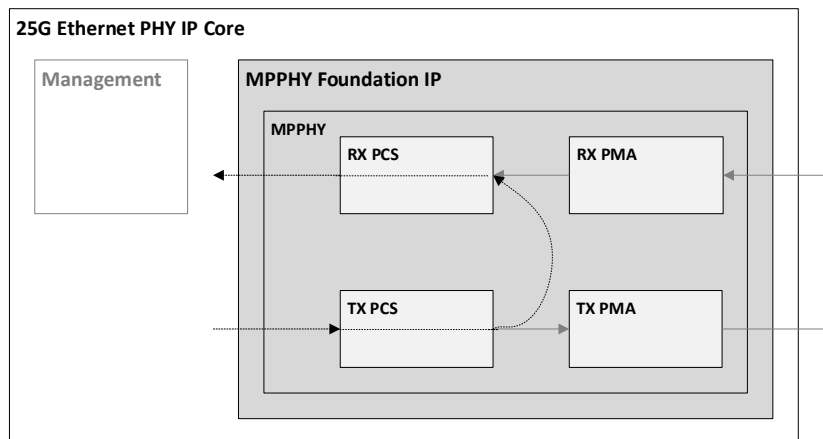 25G Ethernet PHY IP Core
Management
MPPHY Foundation IP
MPPHY
RX PCS
RX PMA
TX PCS
TX PMA